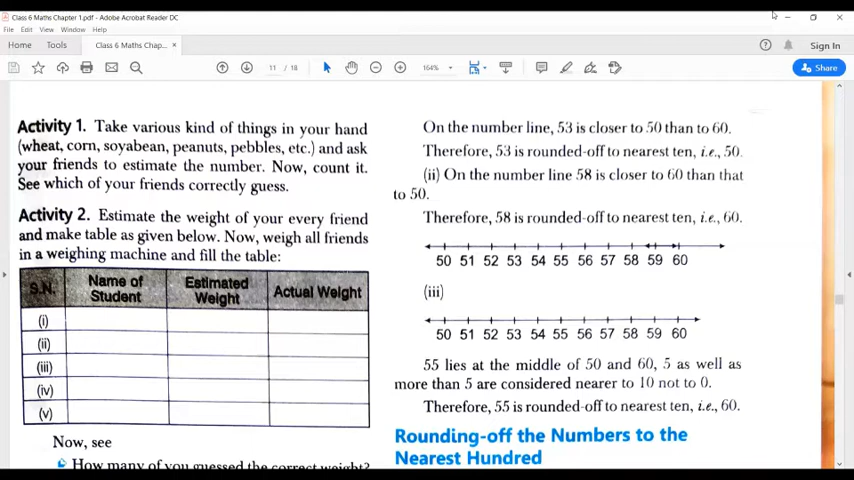 Class 6 Maths Chapter 1.pdf - Adobe Acrobat Reader DC
File Edit View Window Help
Home Tools Class 6 Maths Chap... × Sign In
11 / 18 164% Share
Activity 1. Take various kind of things in your hand
(wheat, corn, soyabean, peanuts, pebbles, etc.) and ask
your friends to estimate the number. Now, count it.
See which of your friends correctly guess.
Activity 2. Estimate the weight of your every friend
and make table as given below. Now, weigh all friends
in a weighing machine and fill the table:
S.N. Name of Student Estimated Weight Actual Weight
(i)
(ii)
(iii)
(iv)
(v)
Now, see
How many of you guessed the correct weight?
On the number line, 53 is closer to 50 than to 60.
Therefore, 53 is rounded-off to nearest ten, i.e., 50.
(ii) On the number line 58 is closer to 60 than that
to 50.
Therefore, 58 is rounded-off to nearest ten, i.e., 60.
50 51 52 53 54 55 56 57 58 59 60
(iii)
50 51 52 53 54 55 56 57 58 59 60
55 lies at the middle of 50 and 60, 5 as well as
more than 5 are considered nearer to 10 not to 0.
Therefore, 55 is rounded-off to nearest ten, i.e., 60.
Rounding-off the Numbers to the
Nearest Hundred